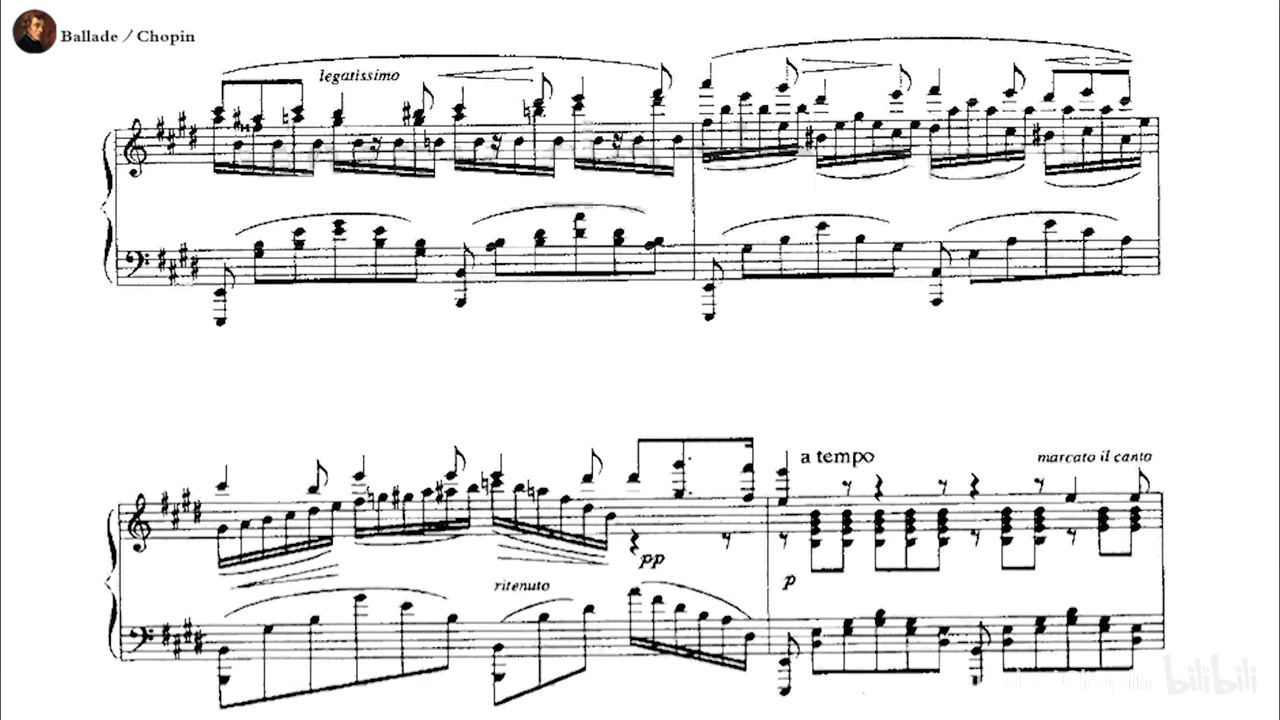 Ballade / Chopin
legatissimo
a tempo
marcato il canto
pp
p
ritenuto
bilibili